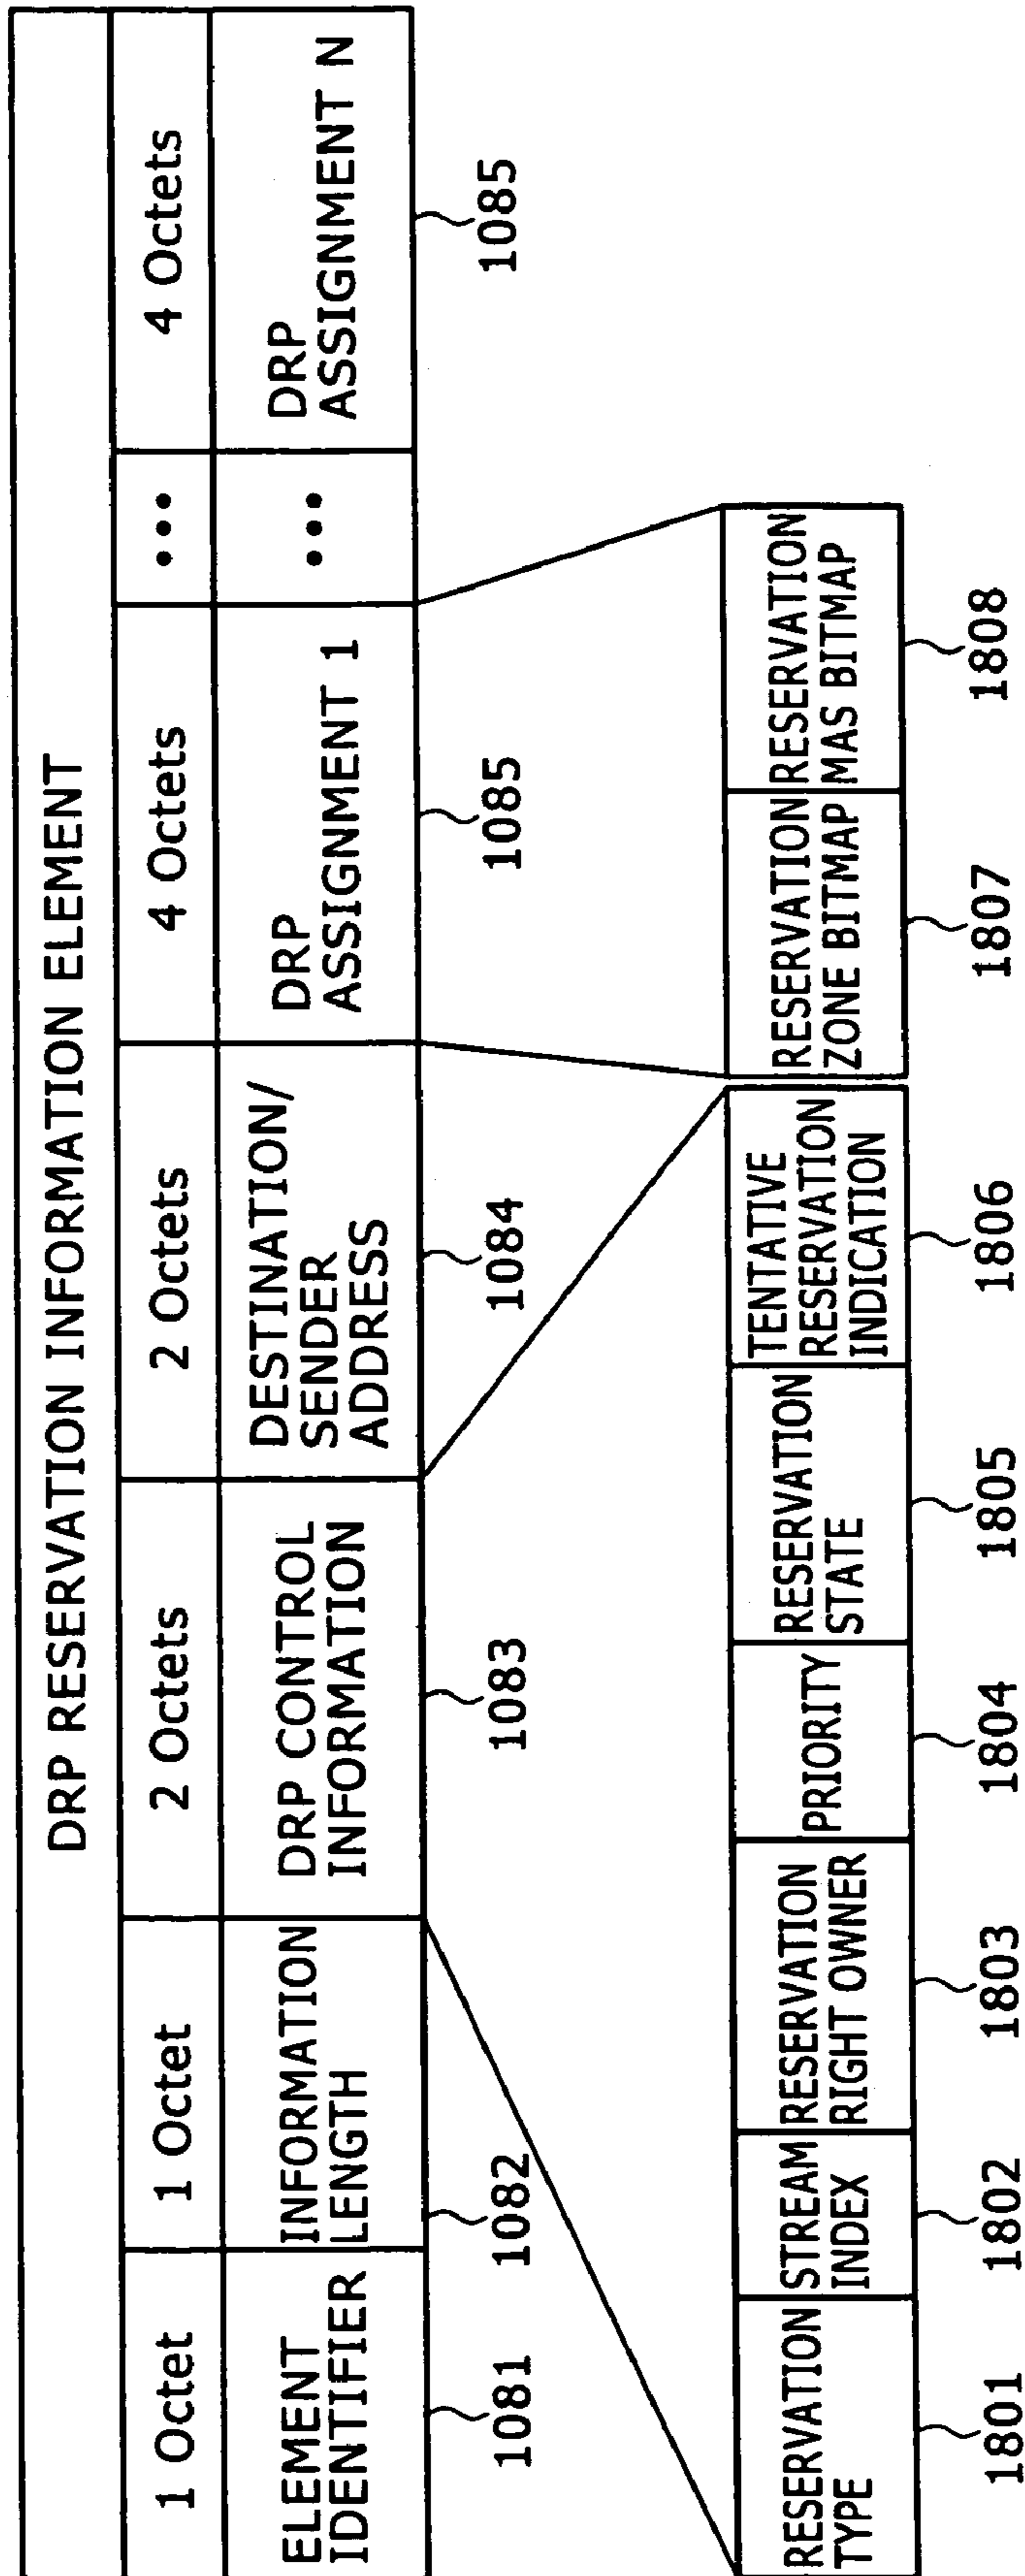 DRP RESERVATION INFORMATION ELEMENT
1 Octet
1 Octet
2 Octets
2 Octets
4 Octets
•••
4 Octets
ELEMENT
IDENTIFIER
INFORMATION
LENGTH
DRP CONTROL
INFORMATION
DESTINATION/
SENDER
ADDRESS
DRP
ASSIGNMENT 1
•••
DRP
ASSIGNMENT N
1081
1082
1083
1084
1085
1085
RESERVATION
TYPE
STREAM
INDEX
RESERVATION
RIGHT OWNER
PRIORITY
RESERVATION
STATE
TENTATIVE
RESERVATION
INDICATION
RESERVATION
ZONE BITMAP
RESERVATION
MAS BITMAP
1801
1802
1803
1804
1805
1806
1807
1808